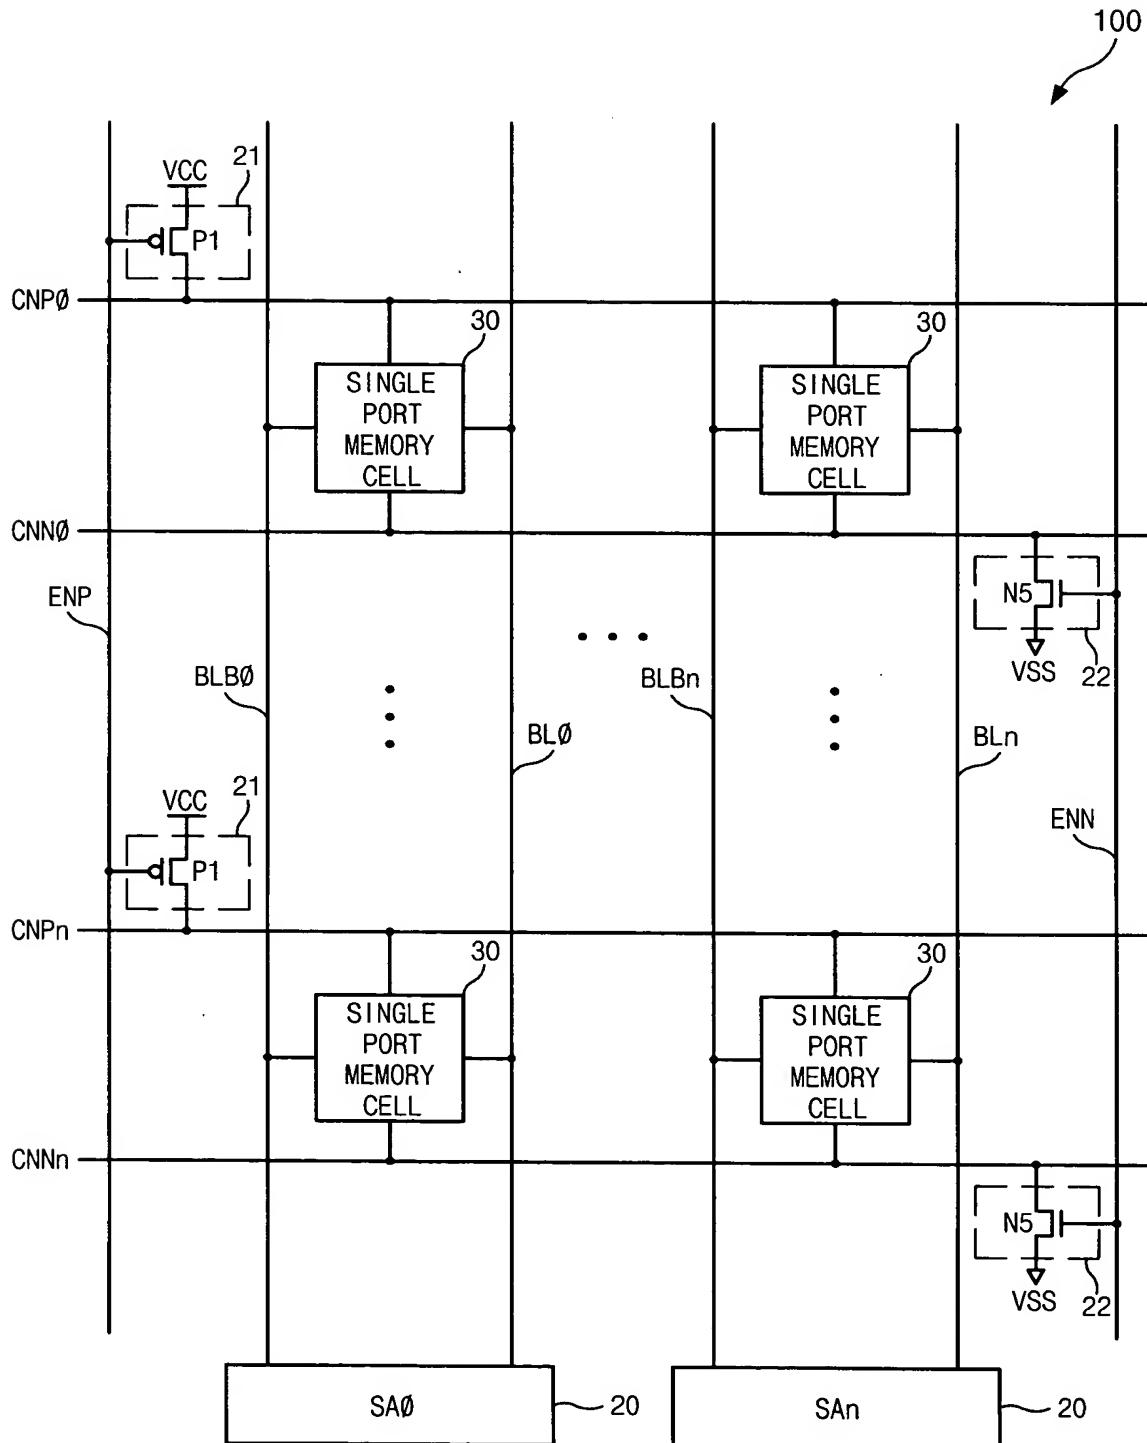 100
VCC 21
P1
CNPØ
30 30
SINGLE PORT MEMORY CELL
SINGLE PORT MEMORY CELL
CNNØ
ENP
N5
VSS 22
BLBØ
BLBn
BLØ
BLn
VCC 21
ENN
P1
CNPn
30 30
SINGLE PORT MEMORY CELL
SINGLE PORT MEMORY CELL
CNNn
N5
VSS 22
SAØ 20
SAn 20